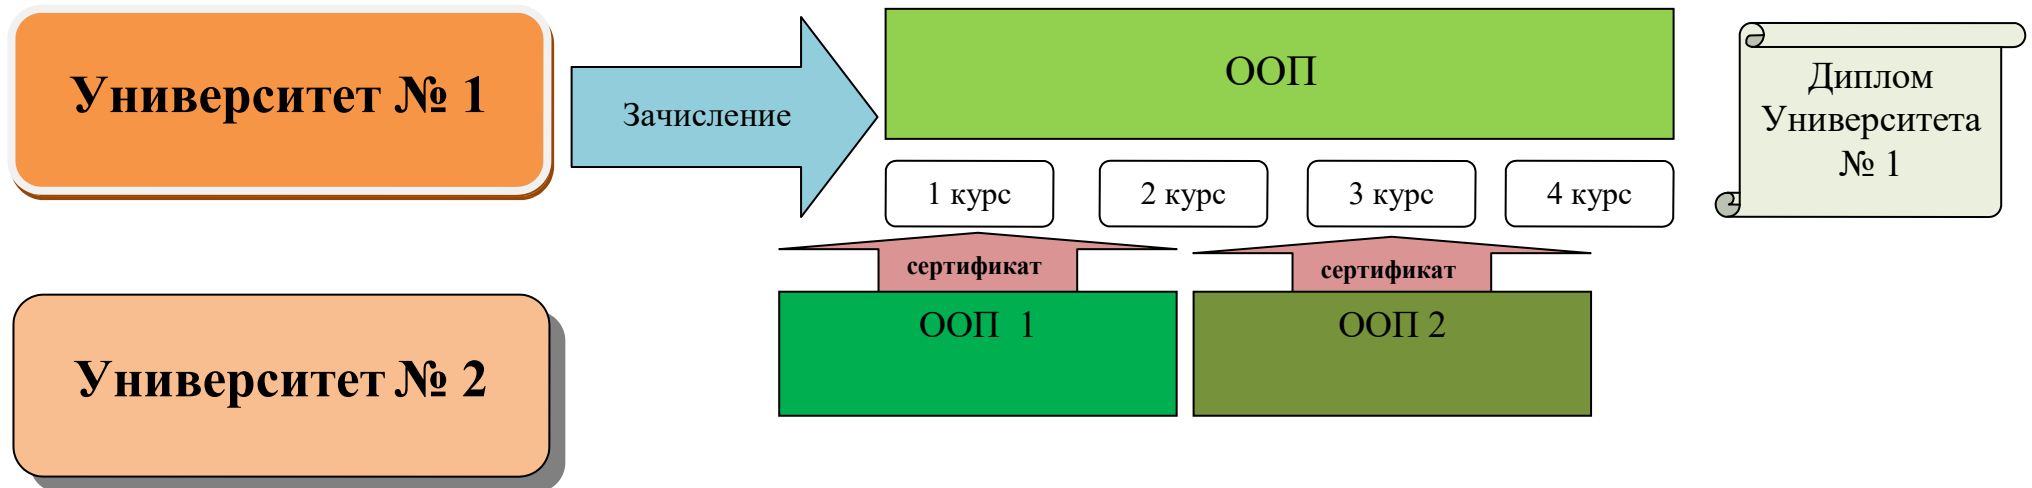 Университет № 1
Зачисление
ООП
Диплом
Университета
№ 1
1 курс
2 курс
3 курс
4 курс
сертификат
сертификат
Университет № 2
ООП 1
ООП 2